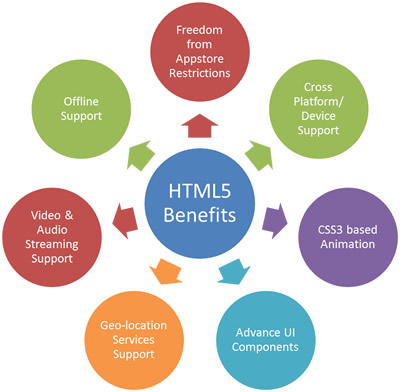 Freedom
from
Appstore
Restrictions
Cross
Platform/
Device
Support
CSS3 based
Animation
Advance UI
Components
Geo-location
Services
Support
Video &
Audio
Streaming
Support
Offline
Support
HTML5
Benefits